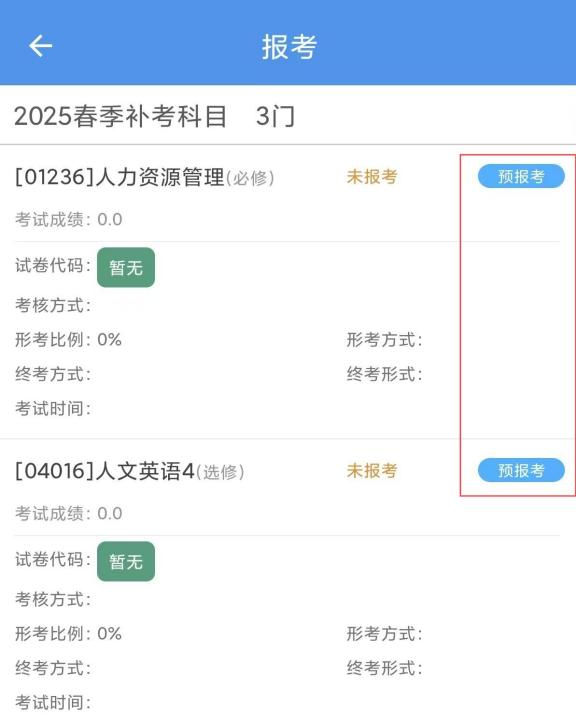 报考
2025春季补考科目 3门
[01236]人力资源管理(必修) 未报考 预报考
考试成绩: 0.0
试卷代码: 暂无
考核方式:
形考比例: 0% 形考方式:
终考方式: 终考形式:
考试时间:
[04016]人文英语4(选修) 未报考 预报考
考试成绩: 0.0
试卷代码: 暂无
考核方式:
形考比例: 0% 形考方式:
终考方式: 终考形式:
考试时间: